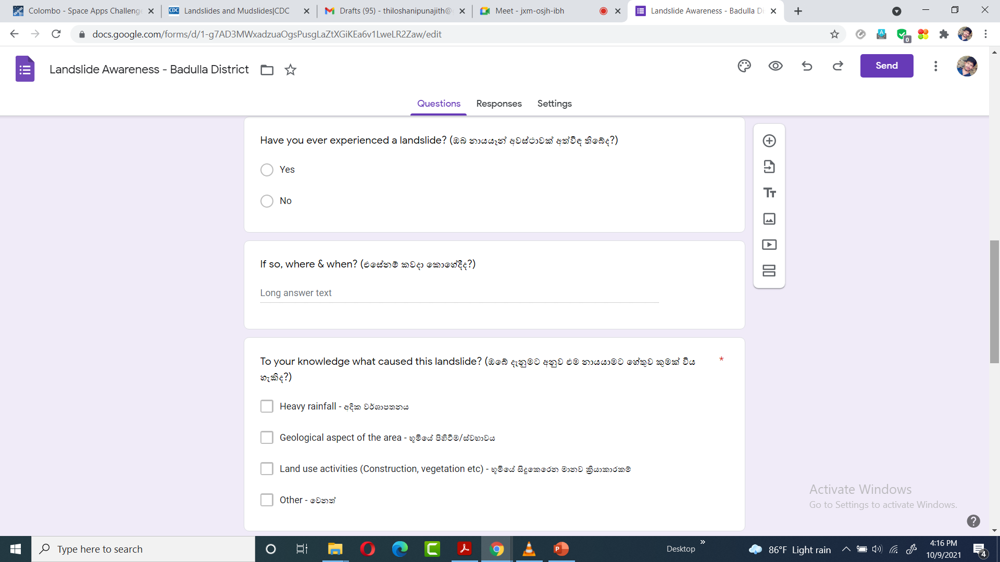 Colombo - Space Apps Challenge
Landslides and Mudslides|CDC
Drafts (95) - thiloshanipunajith@
Meet - jxm-osjh-ibh
Landslide Awareness - Badulla Di
docs.google.com/forms/d/1-g7AD3MWxadzuaOgsPusgLaZtXGiKEa6v1LweLR2Zaw/edit
0
Landslide Awareness - Badulla District
Send
Questions
Responses
Settings
Have you ever experienced a landslide? (ඔබ නායයෑන් අවස්ථාවක් අත්විඳ තිබේද?)
Yes
No
If so, where & when? (එසේනම් කවදා කොහේදීද?)
Long answer text
To your knowledge what caused this landslide? (ඔබේ දැනුමට අනුව එම නායයාමට හේතුව කුමක් විය
හැකිද?)
*
Heavy rainfall - අදික වර්ශාපතනය
Geological aspect of the area - භූමියේ පිහිටීම/ස්වභාවය
Land use activities (Construction, vegetation etc) - භූමියේ සිදුකෙරෙන මානව ක්‍රියාකාරකම්
Other - වෙනත්
Activate Windows
Go to Settings to activate Windows.
Type here to search
Desktop
86°F Light rain
4:16 PM
10/9/2021
4